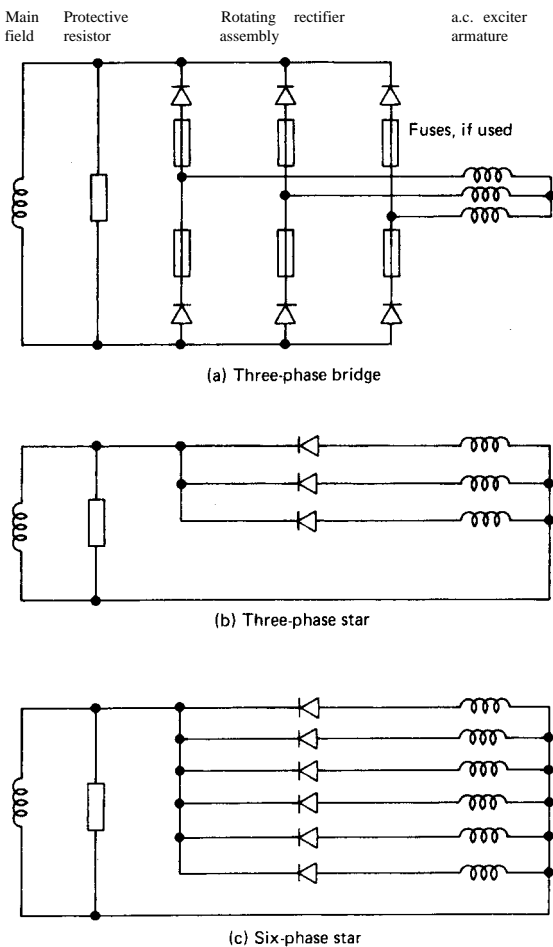 Main Protective Rotating rectifier a.c. exciter
field resistor assembly armature
Fuses, if used
(a) Three-phase bridge
(b) Three-phase star
(c) Six-phase star